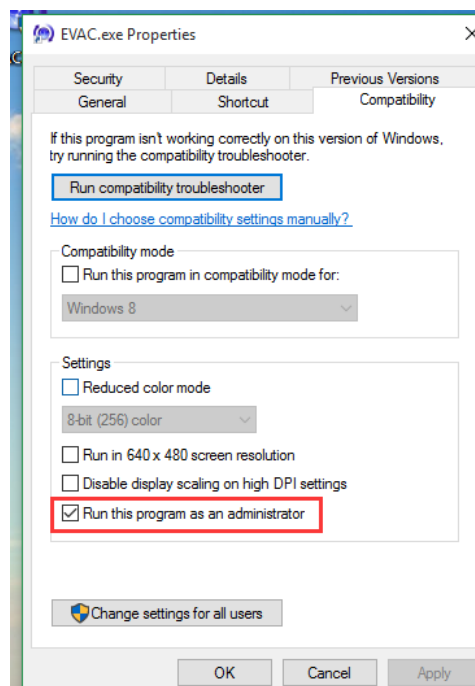 EVAC.exe Properties
Security Details Previous Versions
General Shortcut Compatibility
If this program isn't working correctly on this version of Windows,
try running the compatibility troubleshooter.
Run compatibility troubleshooter
How do I choose compatibility settings manually?
Compatibility mode
Run this program in compatibility mode for:
Windows 8
Settings
Reduced color mode
8-bit (256) color
Run in 640 x 480 screen resolution
Disable display scaling on high DPI settings
Run this program as an administrator
Change settings for all users
OK Cancel Apply